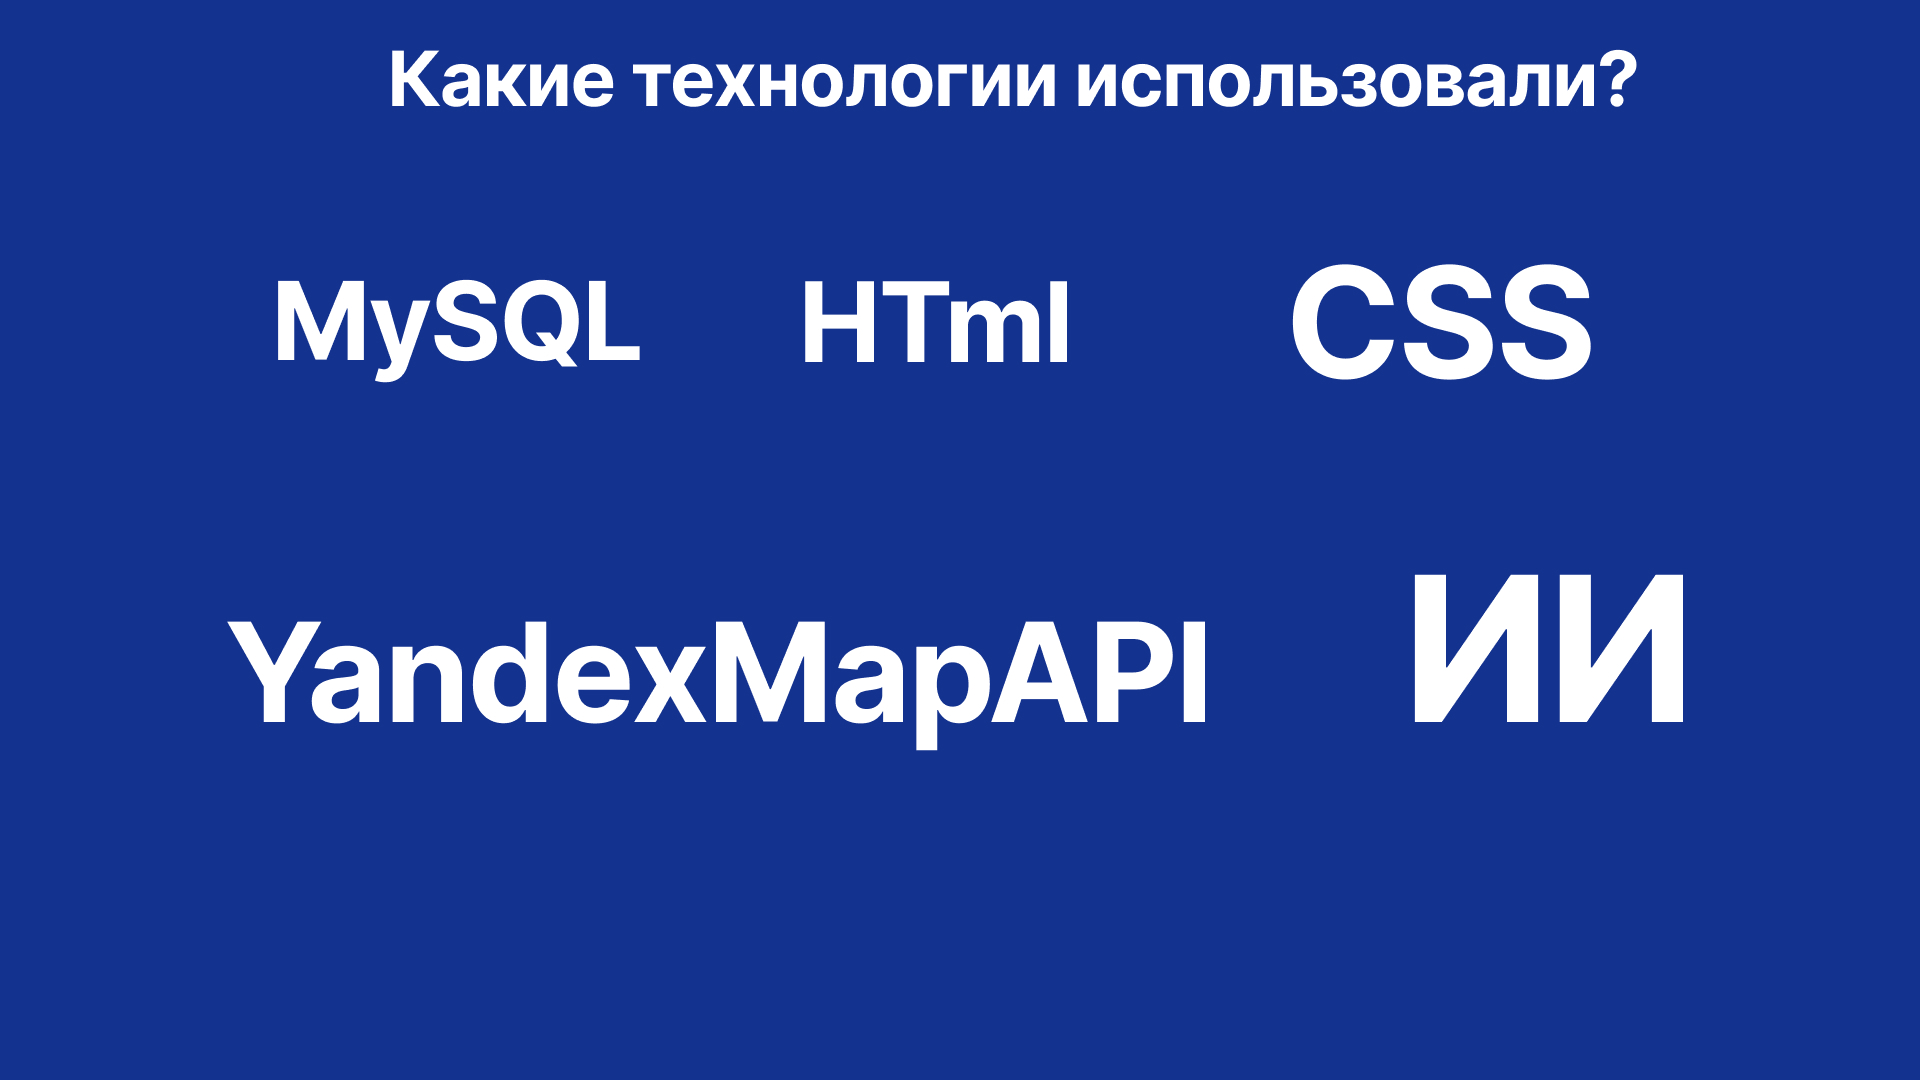 Какие технологии использовали?
MySQL HTml CSS
YandexMapAPI ИИ